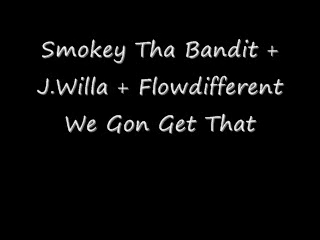 Smokey Tha Bandit +
J.Willa + Flowdifferent
We Gon Get That